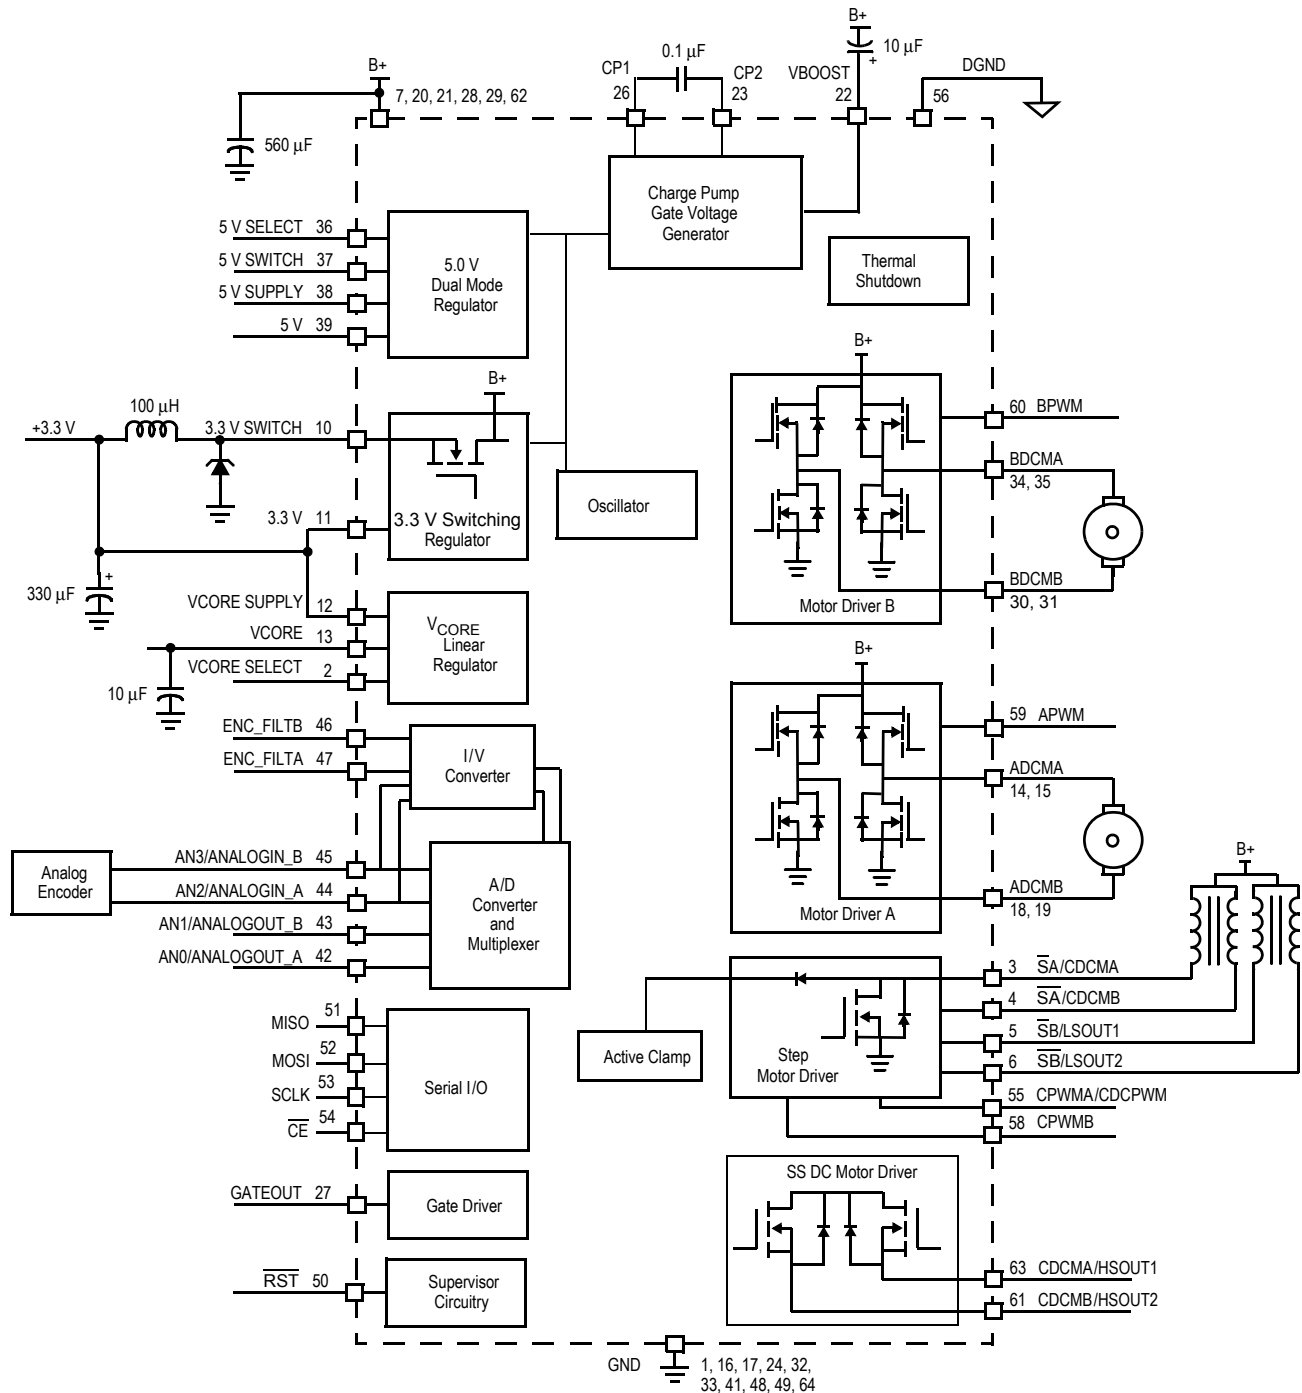 B+
10 µF
0.1 µF
CP1
CP2
VBOOST
DGND
B+
26
23
22
56
7, 20, 21, 28, 29, 62
560 µF
Charge Pump
Gate Voltage
Generator
5 V SELECT 36
5 V SWITCH 37
5 V SUPPLY 38
5 V 39
5.0 V
Dual Mode
Regulator
Thermal
Shutdown
B+
B+
100 µH
+3.3 V
3.3 V SWITCH 10
60 BPWM
BDCMA
34, 35
Oscillator
3.3 V 11
3.3 V Switching
Regulator
330 µF
BDCMB
30, 31
Motor Driver B
VCORE SUPPLY 12
VCORE 13
VCORE SELECT 2
VCORE
Linear
Regulator
10 µF
B+
ENC_FILTB 46
ENC_FILTA 47
I/V
Converter
59 APWM
ADCMA
14, 15
Analog
Encoder
AN3/ANALOGIN_B 45
AN2/ANALOGIN_A 44
AN1/ANALOGOUT_B 43
AN0/ANALOGOUT_A 42
A/D
Converter
and
Multiplexer
B+
ADCMB
18, 19
Motor Driver A
3 SA/CDCMA
4 SA/CDCMB
5 SB/LSOUT1
6 SB/LSOUT2
55 CPWMA/CDCPWM
58 CPWMB
Active Clamp
Step
Motor Driver
MISO 51
MOSI 52
SCLK 53
CE 54
Serial I/O
SS DC Motor Driver
GATEOUT 27
Gate Driver
63 CDCMA/HSOUT1
61 CDCMB/HSOUT2
RST 50
Supervisor
Circuitry
GND
1, 16, 17, 24, 32,
33, 41, 48, 49, 64